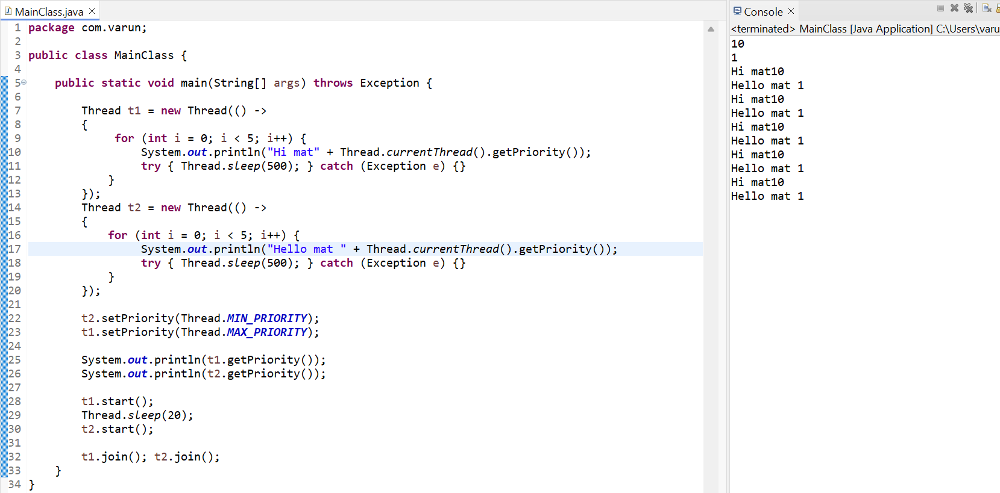 MainClass.java
1 package com.varun;
2
3 public class MainClass {
4
5     public static void main(String[] args) throws Exception {
6
7         Thread t1 = new Thread(() ->
8         {
9              for (int i = 0; i < 5; i++) {
10                 System.out.println("Hi mat" + Thread.currentThread().getPriority());
11                 try { Thread.sleep(500); } catch (Exception e) {}
12             }
13         });
14         Thread t2 = new Thread(() ->
15         {
16             for (int i = 0; i < 5; i++) {
17                 System.out.println("Hello mat " + Thread.currentThread().getPriority());
18                 try { Thread.sleep(500); } catch (Exception e) {}
19             }
20         });
21
22         t2.setPriority(Thread.MIN_PRIORITY);
23         t1.setPriority(Thread.MAX_PRIORITY);
24
25         System.out.println(t1.getPriority());
26         System.out.println(t2.getPriority());
27
28         t1.start();
29         Thread.sleep(20);
30         t2.start();
31
32         t1.join(); t2.join();
33     }
34 }
Console
<terminated> MainClass [Java Application] C:\Users\varu
10
1
Hi mat10
Hello mat 1
Hi mat10
Hello mat 1
Hi mat10
Hello mat 1
Hi mat10
Hello mat 1
Hi mat10
Hello mat 1